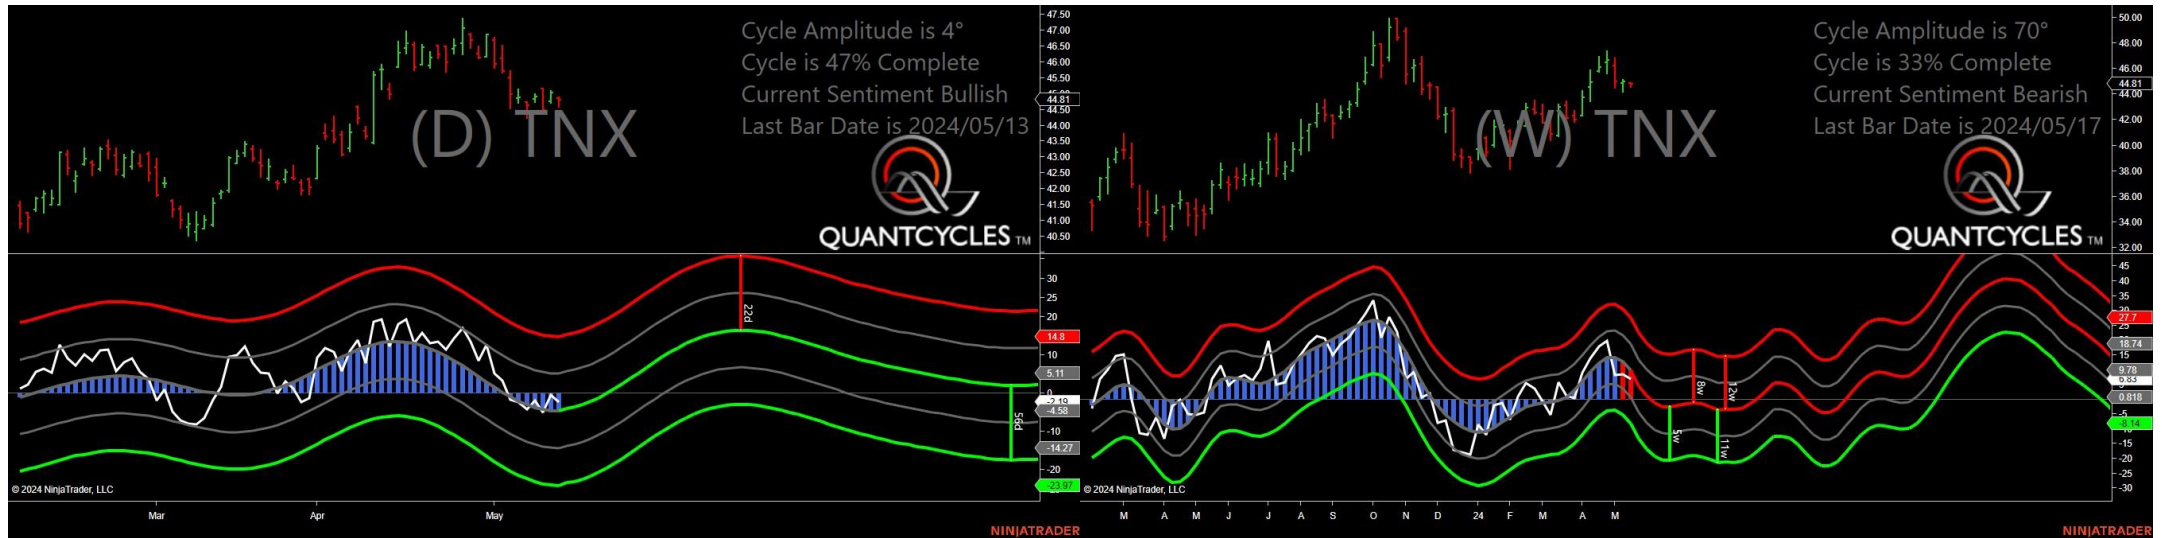 Cycle Amplitude is 4°
Cycle is 47% Complete
Current Sentiment Bullish
Last Bar Date is 2024/05/13
(D) TNX
QUANTCYCLES TM
47.50
47.00
46.50
46.00
45.50
44.81
44.50
44.00
43.50
43.00
42.50
42.00
41.50
41.00
40.50
22d
56d
30
25
20
14.8
10
5.11
0
-2.19
-4.58
-10
-14.27
-20
-23.97
© 2024 NinjaTrader, LLC
Mar
Apr
May
NINJATRADER
Cycle Amplitude is 70°
Cycle is 33% Complete
Current Sentiment Bearish
Last Bar Date is 2024/05/17
(W) TNX
QUANTCYCLES TM
50.00
48.00
46.00
44.81
44.00
42.00
40.00
38.00
36.00
34.00
32.00
8w
12w
5w
11w
45
40
35
27.7
25
18.74
15
9.78
6.83
0.818
-5
-8.14
-15
-20
-25
-30
© 2024 NinjaTrader, LLC
M
A
M
J
J
A
S
O
N
D
24
F
M
A
M
NINJATRADER